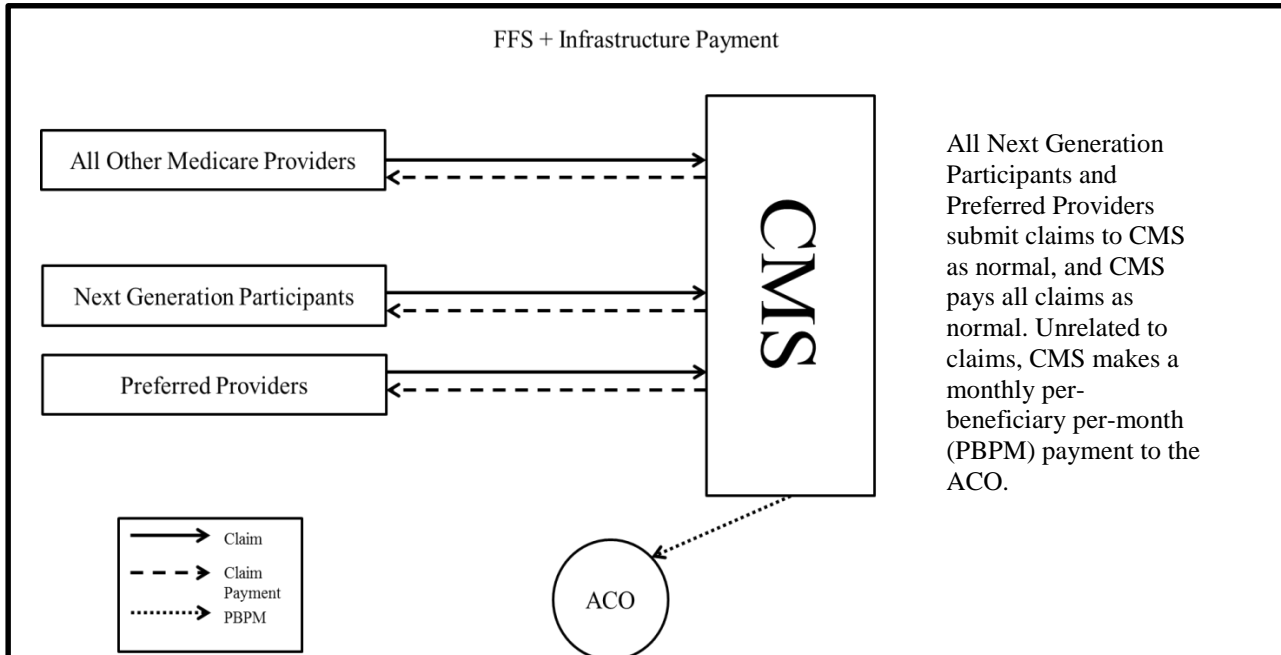 FFS + Infrastructure Payment
All Other Medicare Providers
Next Generation Participants
Preferred Providers
CMS
All Next Generation
Participants and
Preferred Providers
submit claims to CMS
as normal, and CMS
pays all claims as
normal. Unrelated to
claims, CMS makes a
monthly per-
beneficiary per-month
(PBPM) payment to the
ACO.
Claim
Claim
Payment
PBPM
ACO